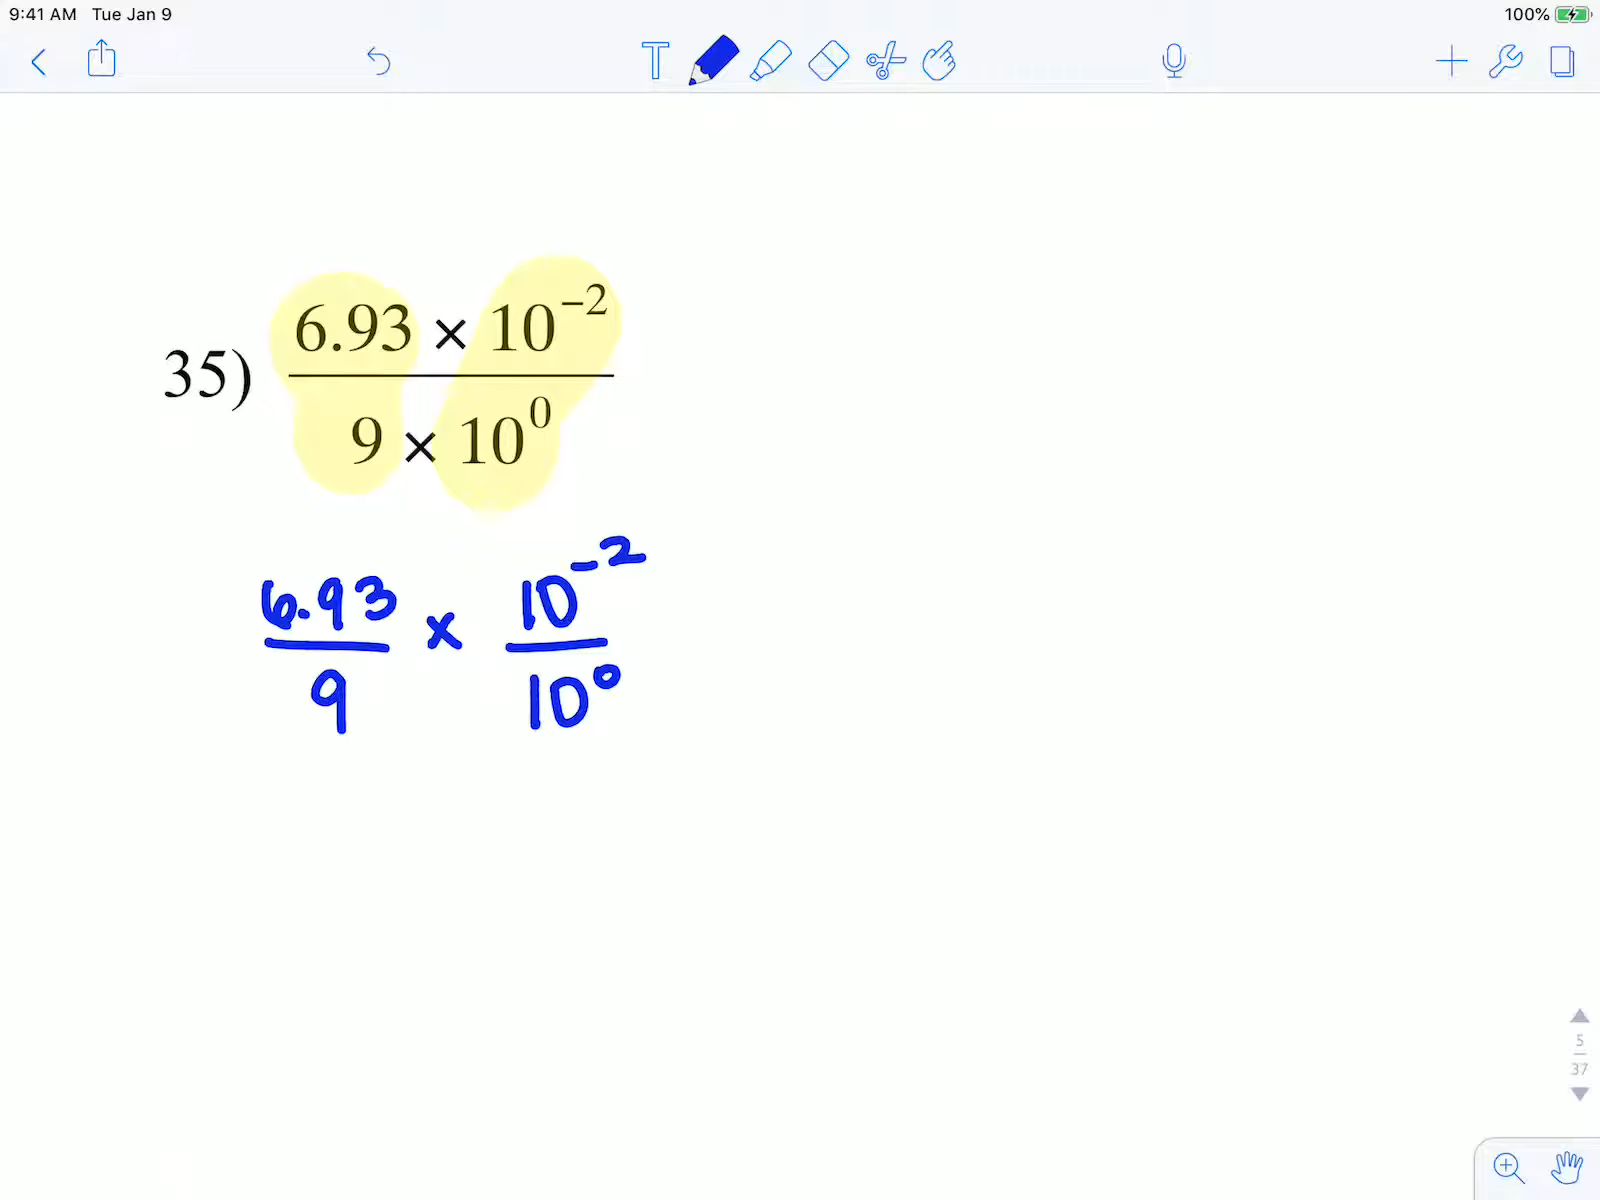 9:41 AM Tue Jan 9
100%
T
35) 6.93 × 10⁻²
9 × 10⁰
6.93 × 10⁻²
9 10⁰
5
37